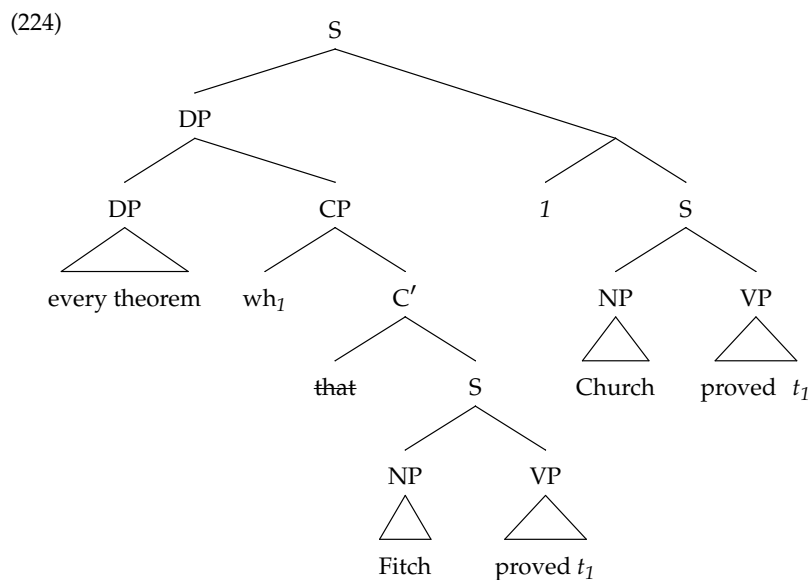 (224)
S
DP
DP CP 1 S
every theorem wh1 C′ NP VP
that S Church proved t1
NP VP
Fitch proved t1